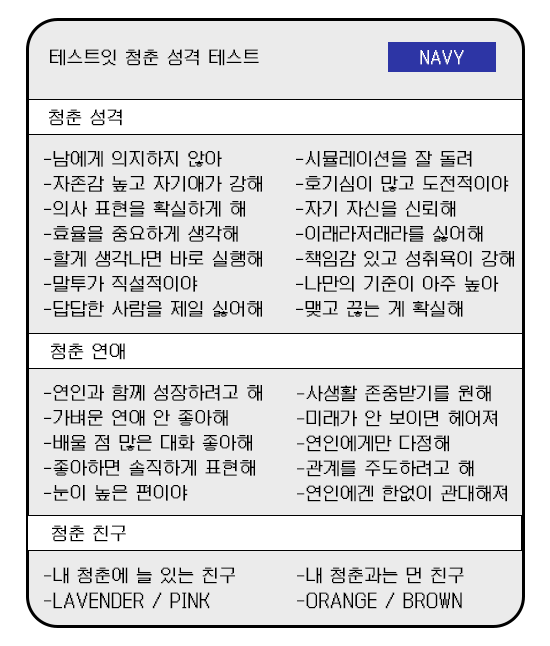 테스트잇 청춘 성격 테스트
NAVY
청춘 성격
-남에게 의지하지 않아
-자존감 높고 자기애가 강해
-의사 표현을 확실하게 해
-효율을 중요하게 생각해
-할게 생각나면 바로 실행해
-말투가 직설적이야
-답답한 사람을 제일 싫어해
-시뮬레이션을 잘 돌려
-호기심이 많고 도전적이야
-자기 자신을 신뢰해
-이래라저래라를 싫어해
-책임감 있고 성취욕이 강해
-나만의 기준이 아주 높아
-맺고 끊는 게 확실해
청춘 연애
-연인과 함께 성장하려고 해
-가벼운 연애 안 좋아해
-배울 점 많은 대화 좋아해
-좋아하면 솔직하게 표현해
-눈이 높은 편이야
-사생활 존중받기를 원해
-미래가 안 보이면 헤어져
-연인에게만 다정해
-관계를 주도하려고 해
-연인에겐 한없이 관대해져
청춘 친구
-내 청춘에 늘 있는 친구
-LAVENDER / PINK
-내 청춘과는 먼 친구
-ORANGE / BROWN